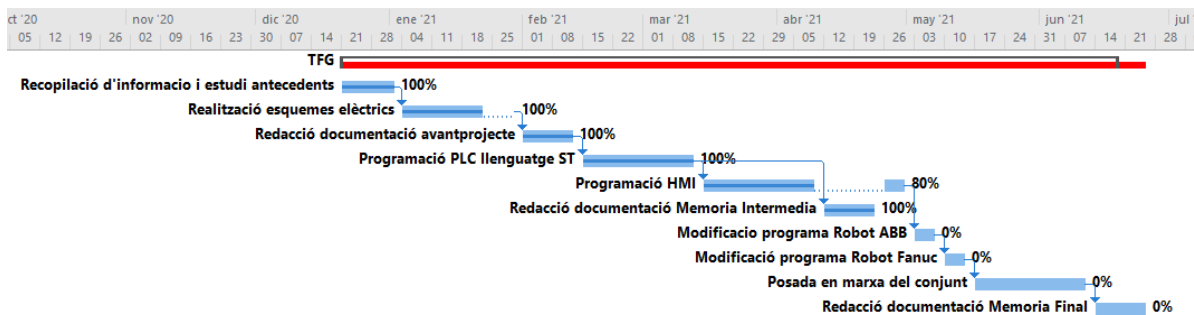 ct '20 nov '20 dic '20 ene '21 feb '21 mar '21 abr '21 may '21 jun '21 jul '
05 12 19 26 02 09 16 23 30 07 14 21 28 04 11 18 25 01 08 15 22 01 08 15 22 29 05 12 19 26 03 10 17 24 31 07 14 21 28
TFG
Recopilació d'informacio i estudi antecedents 100%
Realització esquemes elèctrics 100%
Redacció documentació avantprojecte 100%
Programació PLC llenguatge ST 100%
Programació HMI 80%
Redacció documentació Memoria Intermedia 100%
Modificacio programa Robot ABB 0%
Modificació programa Robot Fanuc 0%
Posada en marxa del conjunt 0%
Redacció documentació Memoria Final 0%